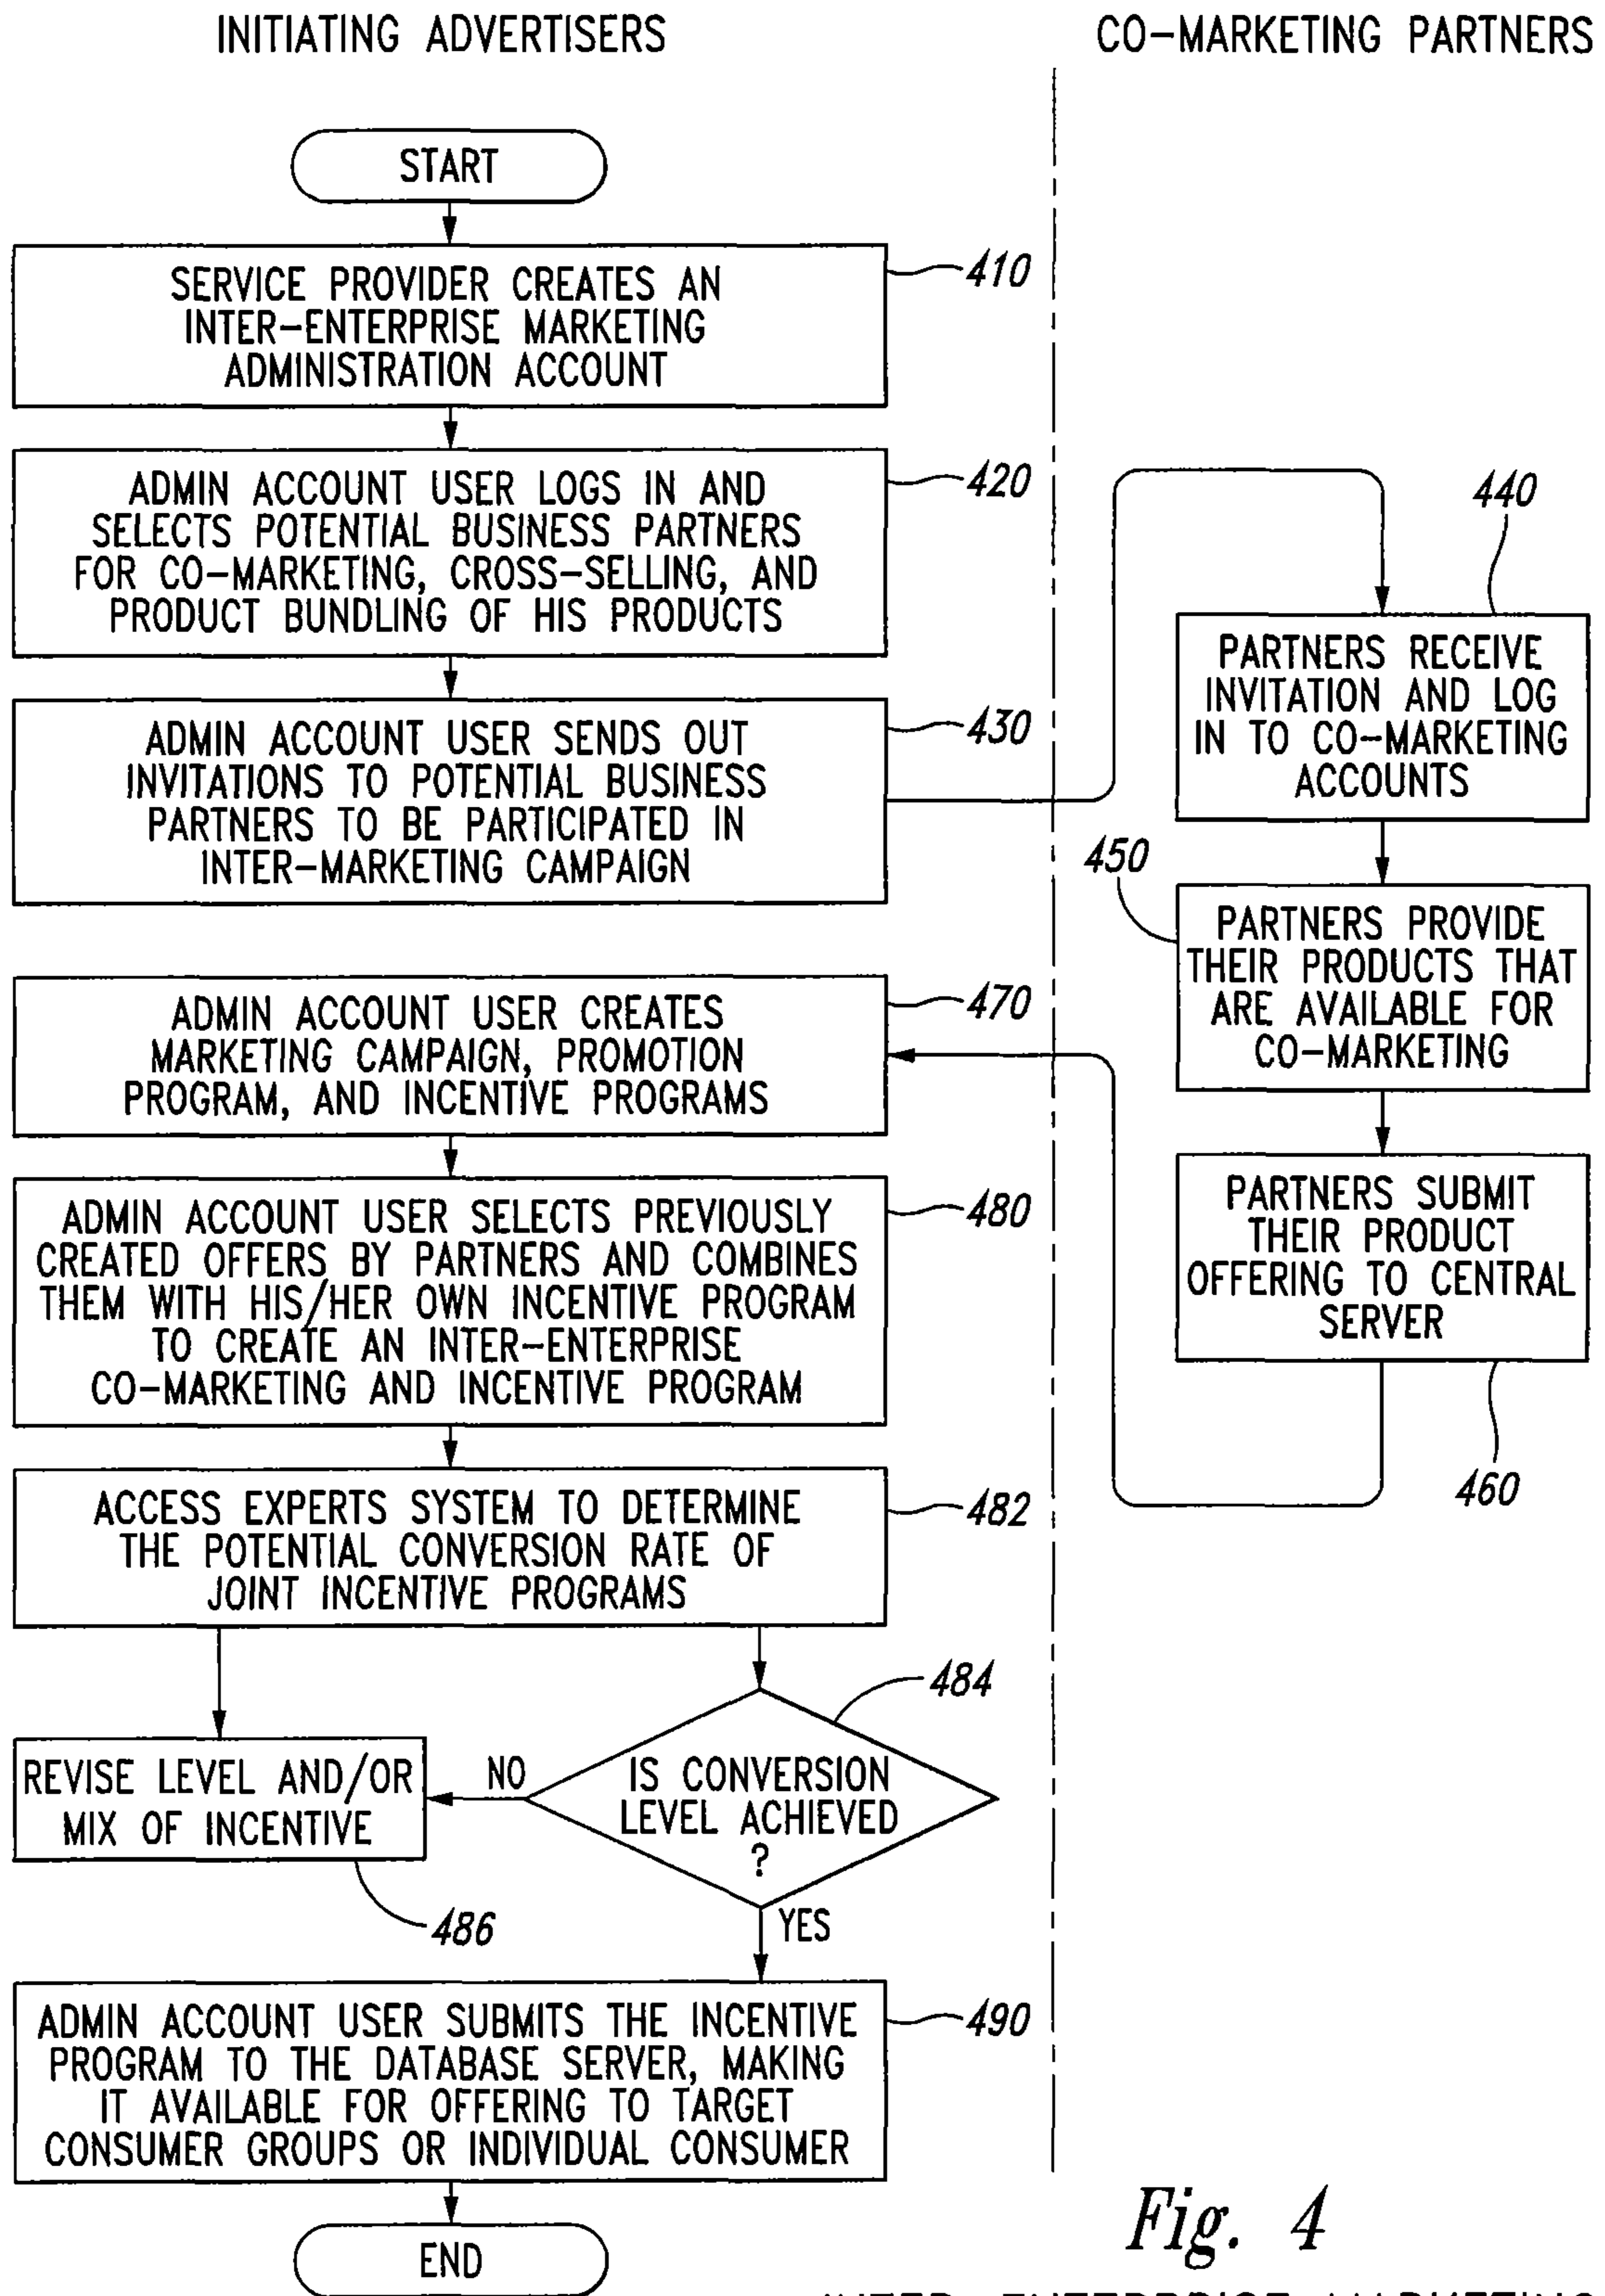 INITIATING ADVERTISERS
CO-MARKETING PARTNERS
START
SERVICE PROVIDER CREATES AN
INTER-ENTERPRISE MARKETING
ADMINISTRATION ACCOUNT
410
ADMIN ACCOUNT USER LOGS IN AND
SELECTS POTENTIAL BUSINESS PARTNERS
FOR CO-MARKETING, CROSS-SELLING, AND
PRODUCT BUNDLING OF HIS PRODUCTS
420
ADMIN ACCOUNT USER SENDS OUT
INVITATIONS TO POTENTIAL BUSINESS
PARTNERS TO BE PARTICIPATED IN
INTER-MARKETING CAMPAIGN
430
440
PARTNERS RECEIVE
INVITATION AND LOG
IN TO CO-MARKETING
ACCOUNTS
450
PARTNERS PROVIDE
THEIR PRODUCTS THAT
ARE AVAILABLE FOR
CO-MARKETING
PARTNERS SUBMIT
THEIR PRODUCT
OFFERING TO CENTRAL
SERVER
460
ADMIN ACCOUNT USER CREATES
MARKETING CAMPAIGN, PROMOTION
PROGRAM, AND INCENTIVE PROGRAMS
470
ADMIN ACCOUNT USER SELECTS PREVIOUSLY
CREATED OFFERS BY PARTNERS AND COMBINES
THEM WITH HIS/HER OWN INCENTIVE PROGRAM
TO CREATE AN INTER-ENTERPRISE
CO-MARKETING AND INCENTIVE PROGRAM
480
ACCESS EXPERTS SYSTEM TO DETERMINE
THE POTENTIAL CONVERSION RATE OF
JOINT INCENTIVE PROGRAMS
482
484
IS CONVERSION
LEVEL ACHIEVED
?
NO
REVISE LEVEL AND/OR
MIX OF INCENTIVE
486
YES
ADMIN ACCOUNT USER SUBMITS THE INCENTIVE
PROGRAM TO THE DATABASE SERVER, MAKING
IT AVAILABLE FOR OFFERING TO TARGET
CONSUMER GROUPS OR INDIVIDUAL CONSUMER
490
END
Fig. 4